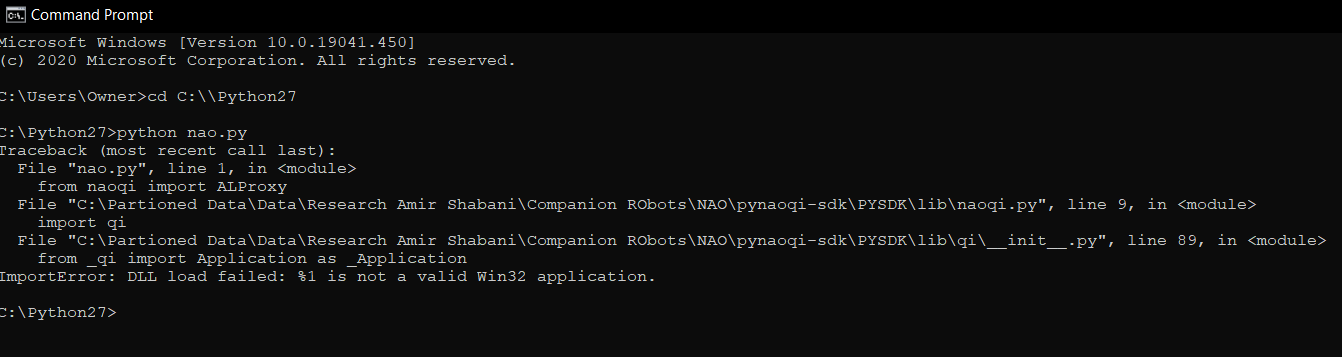 Command Prompt
Microsoft Windows [Version 10.0.19041.450]
(c) 2020 Microsoft Corporation. All rights reserved.
C:\Users\Owner>cd C:\\Python27
C:\Python27>python nao.py
Traceback (most recent call last):
  File "nao.py", line 1, in <module>
    from naoqi import ALProxy
  File "C:\Partioned Data\Data\Research Amir Shabani\Companion RObots\NAO\pynaoqi-sdk\PYSDK\lib\naoqi.py", line 9, in <module>
    import qi
  File "C:\Partioned Data\Data\Research Amir Shabani\Companion RObots\NAO\pynaoqi-sdk\PYSDK\lib\qi\__init__.py", line 89, in <module>
    from _qi import Application as _Application
ImportError: DLL load failed: %1 is not a valid Win32 application.
C:\Python27>